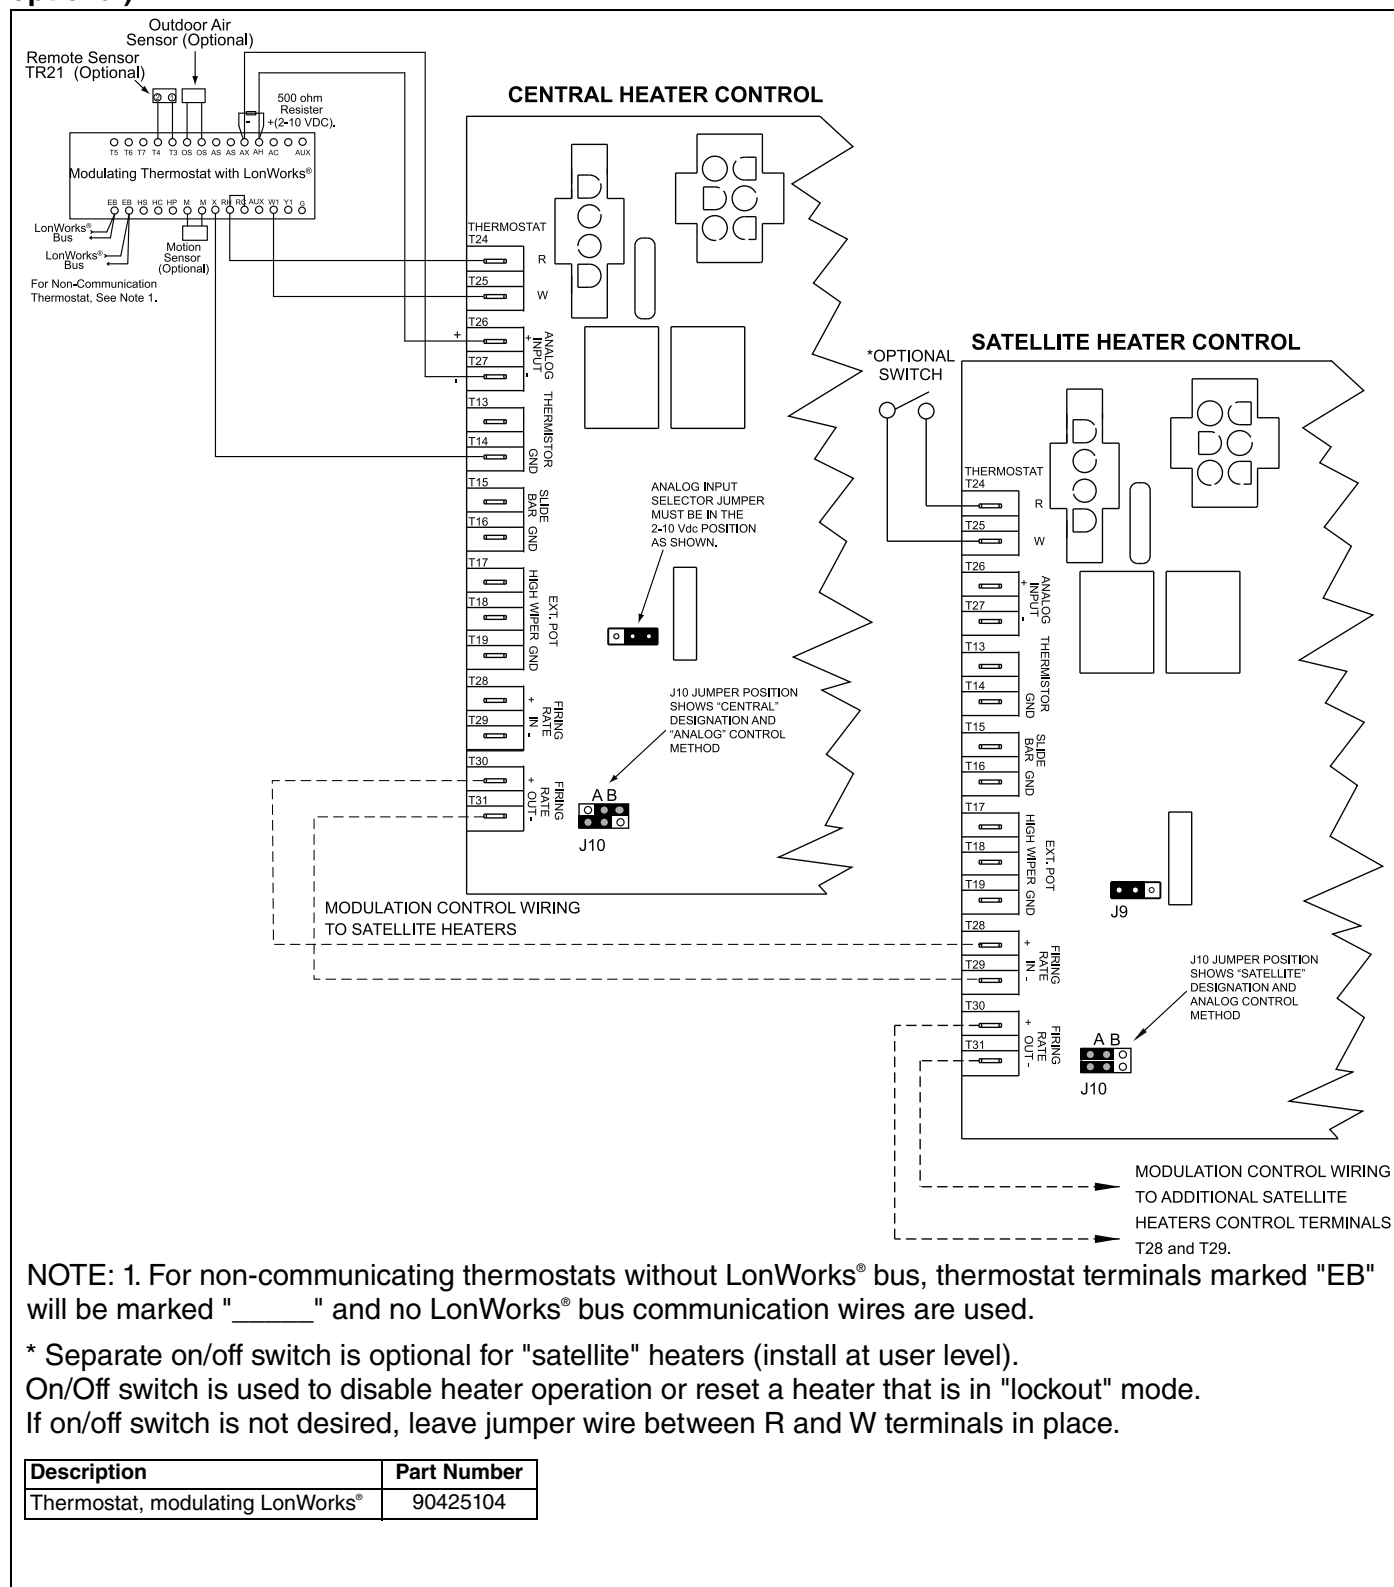 Outdoor Air
Sensor (Optional)
Remote Sensor
TR21 (Optional)
2 1
500 ohm
Resister
- +(2-10 VDC).
T5 T6 T7 T4 T3 OS OS AS AS AX AH AC AUX
Modulating Thermostat with LonWorks®
EB EB HS HC HP M M X RH RC AUX W1 Y1 G
LonWorks®
Bus
LonWorks®
Bus
Motion
Sensor
(Optional)
For Non-Communication
Thermostat, See Note 1.
CENTRAL HEATER CONTROL
THERMOSTAT
T24
R
T25
W
T26
+ +
T27
- -
ANALOG
INPUT
T13
T14
THERMISTOR
GND
T15
T16
SLIDE
BAR GND
T17
T18
T19
HIGH WIPER GND
EXT. POT
T28
+
T29
IN -
FIRING
RATE
T30
+
T31
OUT -
FIRING
RATE
ANALOG INPUT
SELECTOR JUMPER
MUST BE IN THE
2-10 Vdc POSITION
AS SHOWN.
J10 JUMPER POSITION
SHOWS “CENTRAL”
DESIGNATION AND
“ANALOG” CONTROL
METHOD
A B
J10
MODULATION CONTROL WIRING
TO SATELLITE HEATERS
SATELLITE HEATER CONTROL
*OPTIONAL
SWITCH
THERMOSTAT
T24
R
T25
W
T26
+
T27
-
ANALOG
INPUT
T13
T14
THERMISTOR
GND
T15
T16
SLIDE
BAR GND
T17
T18
T19
HIGH WIPER GND
EXT. POT
J9
T28
+
T29
IN -
FIRING
RATE
T30
+
T31
OUT -
FIRING
RATE
J10 JUMPER POSITION
SHOWS “SATELLITE”
DESIGNATION AND
ANALOG CONTROL
METHOD
A B
J10
MODULATION CONTROL WIRING
TO ADDITIONAL SATELLITE
HEATERS CONTROL TERMINALS
T28 and T29.
NOTE: 1. For non-communicating thermostats without LonWorks® bus, thermostat terminals marked "EB"
will be marked "_____" and no LonWorks® bus communication wires are used.
* Separate on/off switch is optional for "satellite" heaters (install at user level).
On/Off switch is used to disable heater operation or reset a heater that is in "lockout" mode.
If on/off switch is not desired, leave jumper wire between R and W terminals in place.
Description Part Number
Thermostat, modulating LonWorks® 90425104